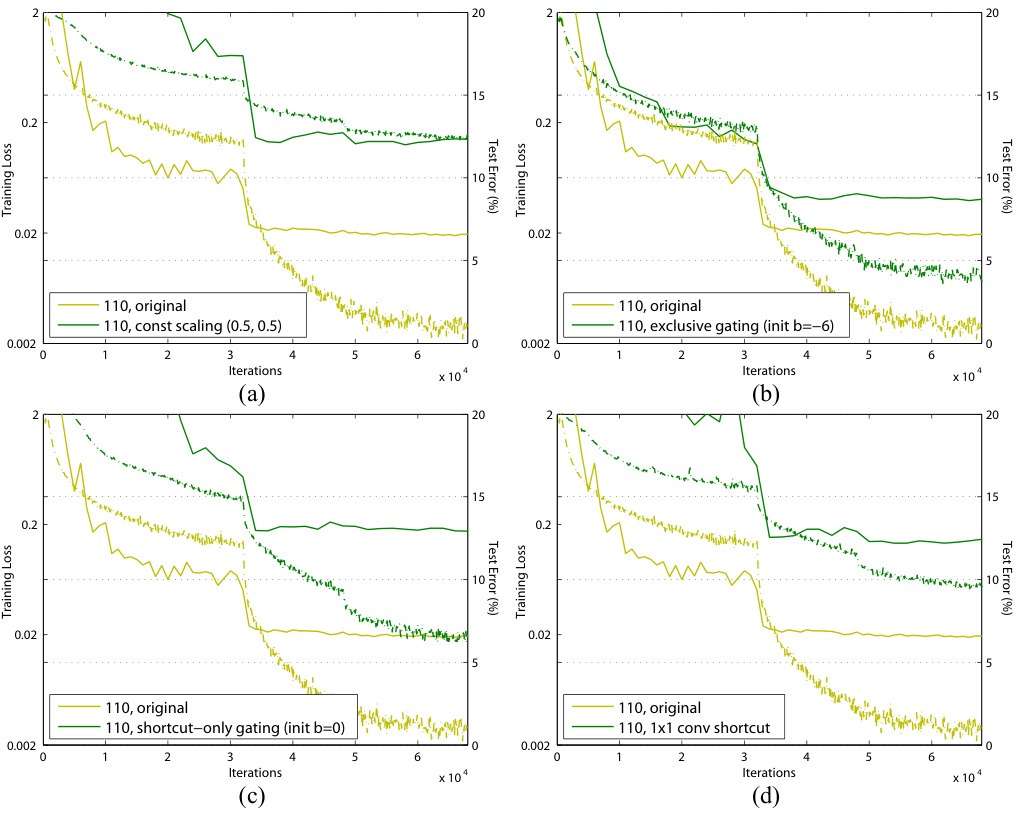 2
0.2
0.02
0.002
Training Loss
20
15
10
5
0
Test Error (%)
0 1 2 3 4 5 6
Iterations
x 10^4
110, original
110, const scaling (0.5, 0.5)
(a)
2
0.2
0.02
0.002
Training Loss
20
15
10
5
0
Test Error (%)
0 1 2 3 4 5 6
Iterations
x 10^4
110, original
110, exclusive gating (init b=−6)
(b)
2
0.2
0.02
0.002
Training Loss
20
15
10
5
0
Test Error (%)
0 1 2 3 4 5 6
Iterations
x 10^4
110, original
110, shortcut−only gating (init b=0)
(c)
2
0.2
0.02
0.002
Training Loss
20
15
10
5
0
Test Error (%)
0 1 2 3 4 5 6
Iterations
x 10^4
110, original
110, 1x1 conv shortcut
(d)